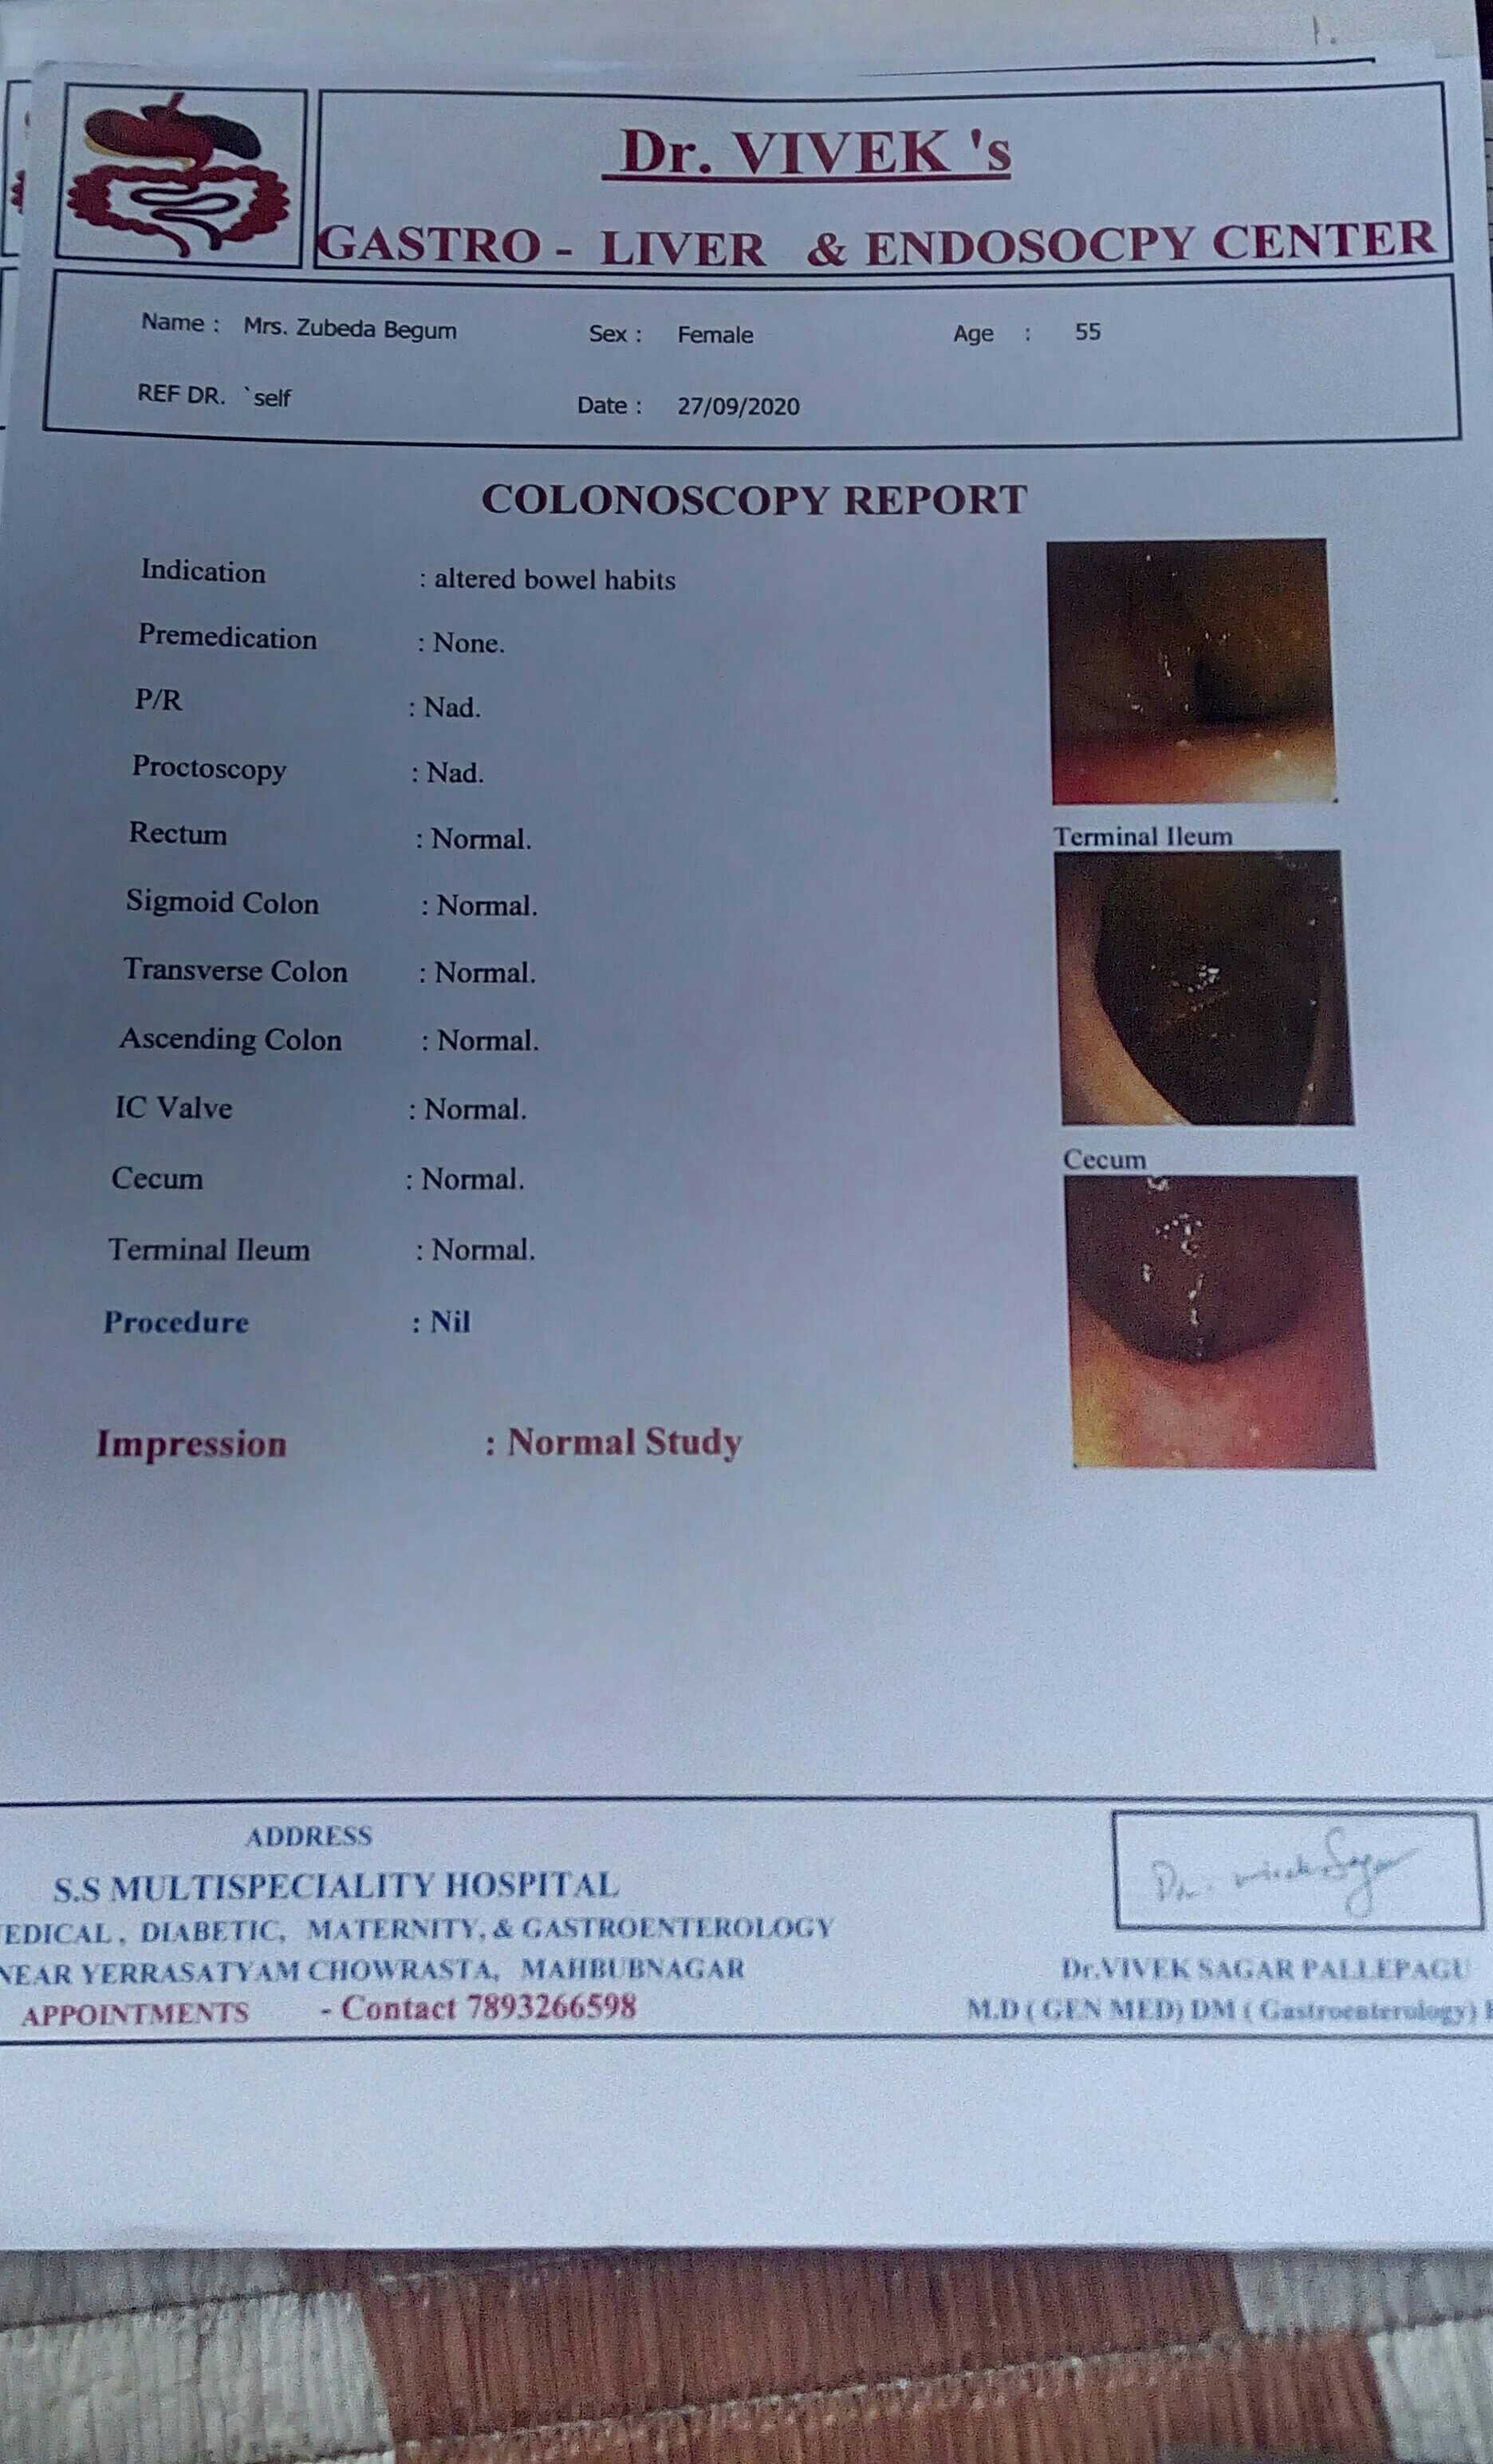 1.
Dr. VIVEK 's
GASTRO - LIVER & ENDOSOCPY CENTER
Name : Mrs. Zubeda Begum Sex : Female Age : 55
REF DR. `self Date : 27/09/2020
COLONOSCOPY REPORT
Indication : altered bowel habits
Premedication : None.
P/R : Nad.
Proctoscopy : Nad.
Rectum : Normal.
Sigmoid Colon : Normal.
Transverse Colon : Normal.
Ascending Colon : Normal.
IC Valve : Normal.
Cecum : Normal.
Terminal Ileum : Normal.
Procedure : Nil
Impression : Normal Study
Terminal Ileum
Cecum
ADDRESS
S.S MULTISPECIALITY HOSPITAL
EDICAL, DIABETIC, MATERNITY, & GASTROENTEROLOGY
NEAR YERRASATYAM CHOWRASTA, MAHBUBNAGAR
APPOINTMENTS - Contact 7893266598
Dr. Vivek Sagar
Dr.VIVEK SAGAR PALLEPAGU
M.D ( GEN MED) DM ( Gastroenterology)